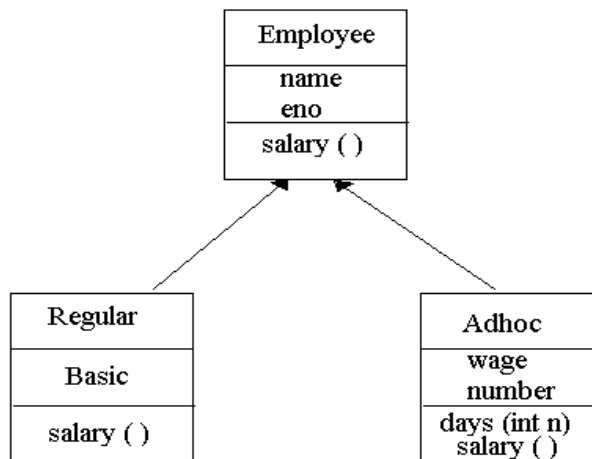 Employee
name
eno
salary ( )
Regular
Basic
salary ( )
Adhoc
wage
number
days (int n)
salary ( )